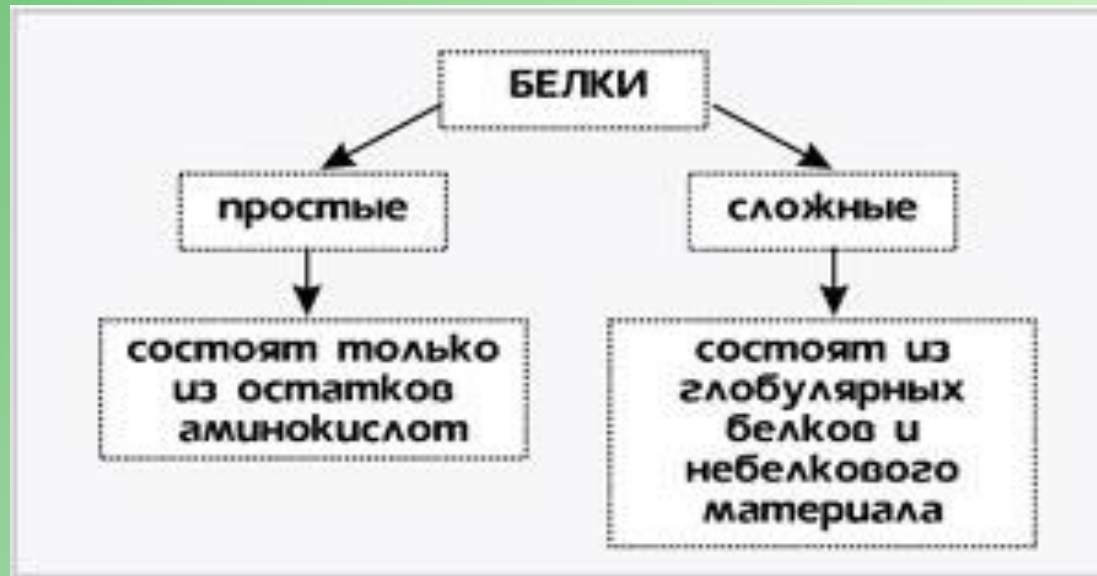 БЕЛКИ
простые
сложные
состоят только
из остатков
аминокислот
состоят из
глобулярных
белков и
небелкового
материала